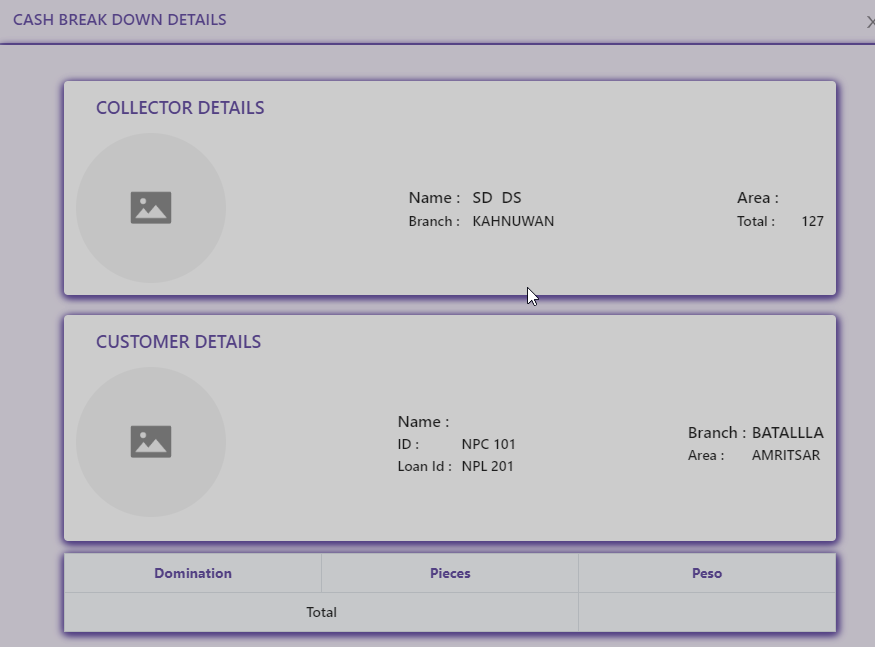 CASH BREAK DOWN DETAILS X
COLLECTOR DETAILS
Name : SD DS
Branch : KAHNUWAN
Area :
Total : 127
CUSTOMER DETAILS
Name :
ID : NPC 101
Loan Id : NPL 201
Branch : BATALLLA
Area : AMRITSAR
Domination Pieces Peso
Total